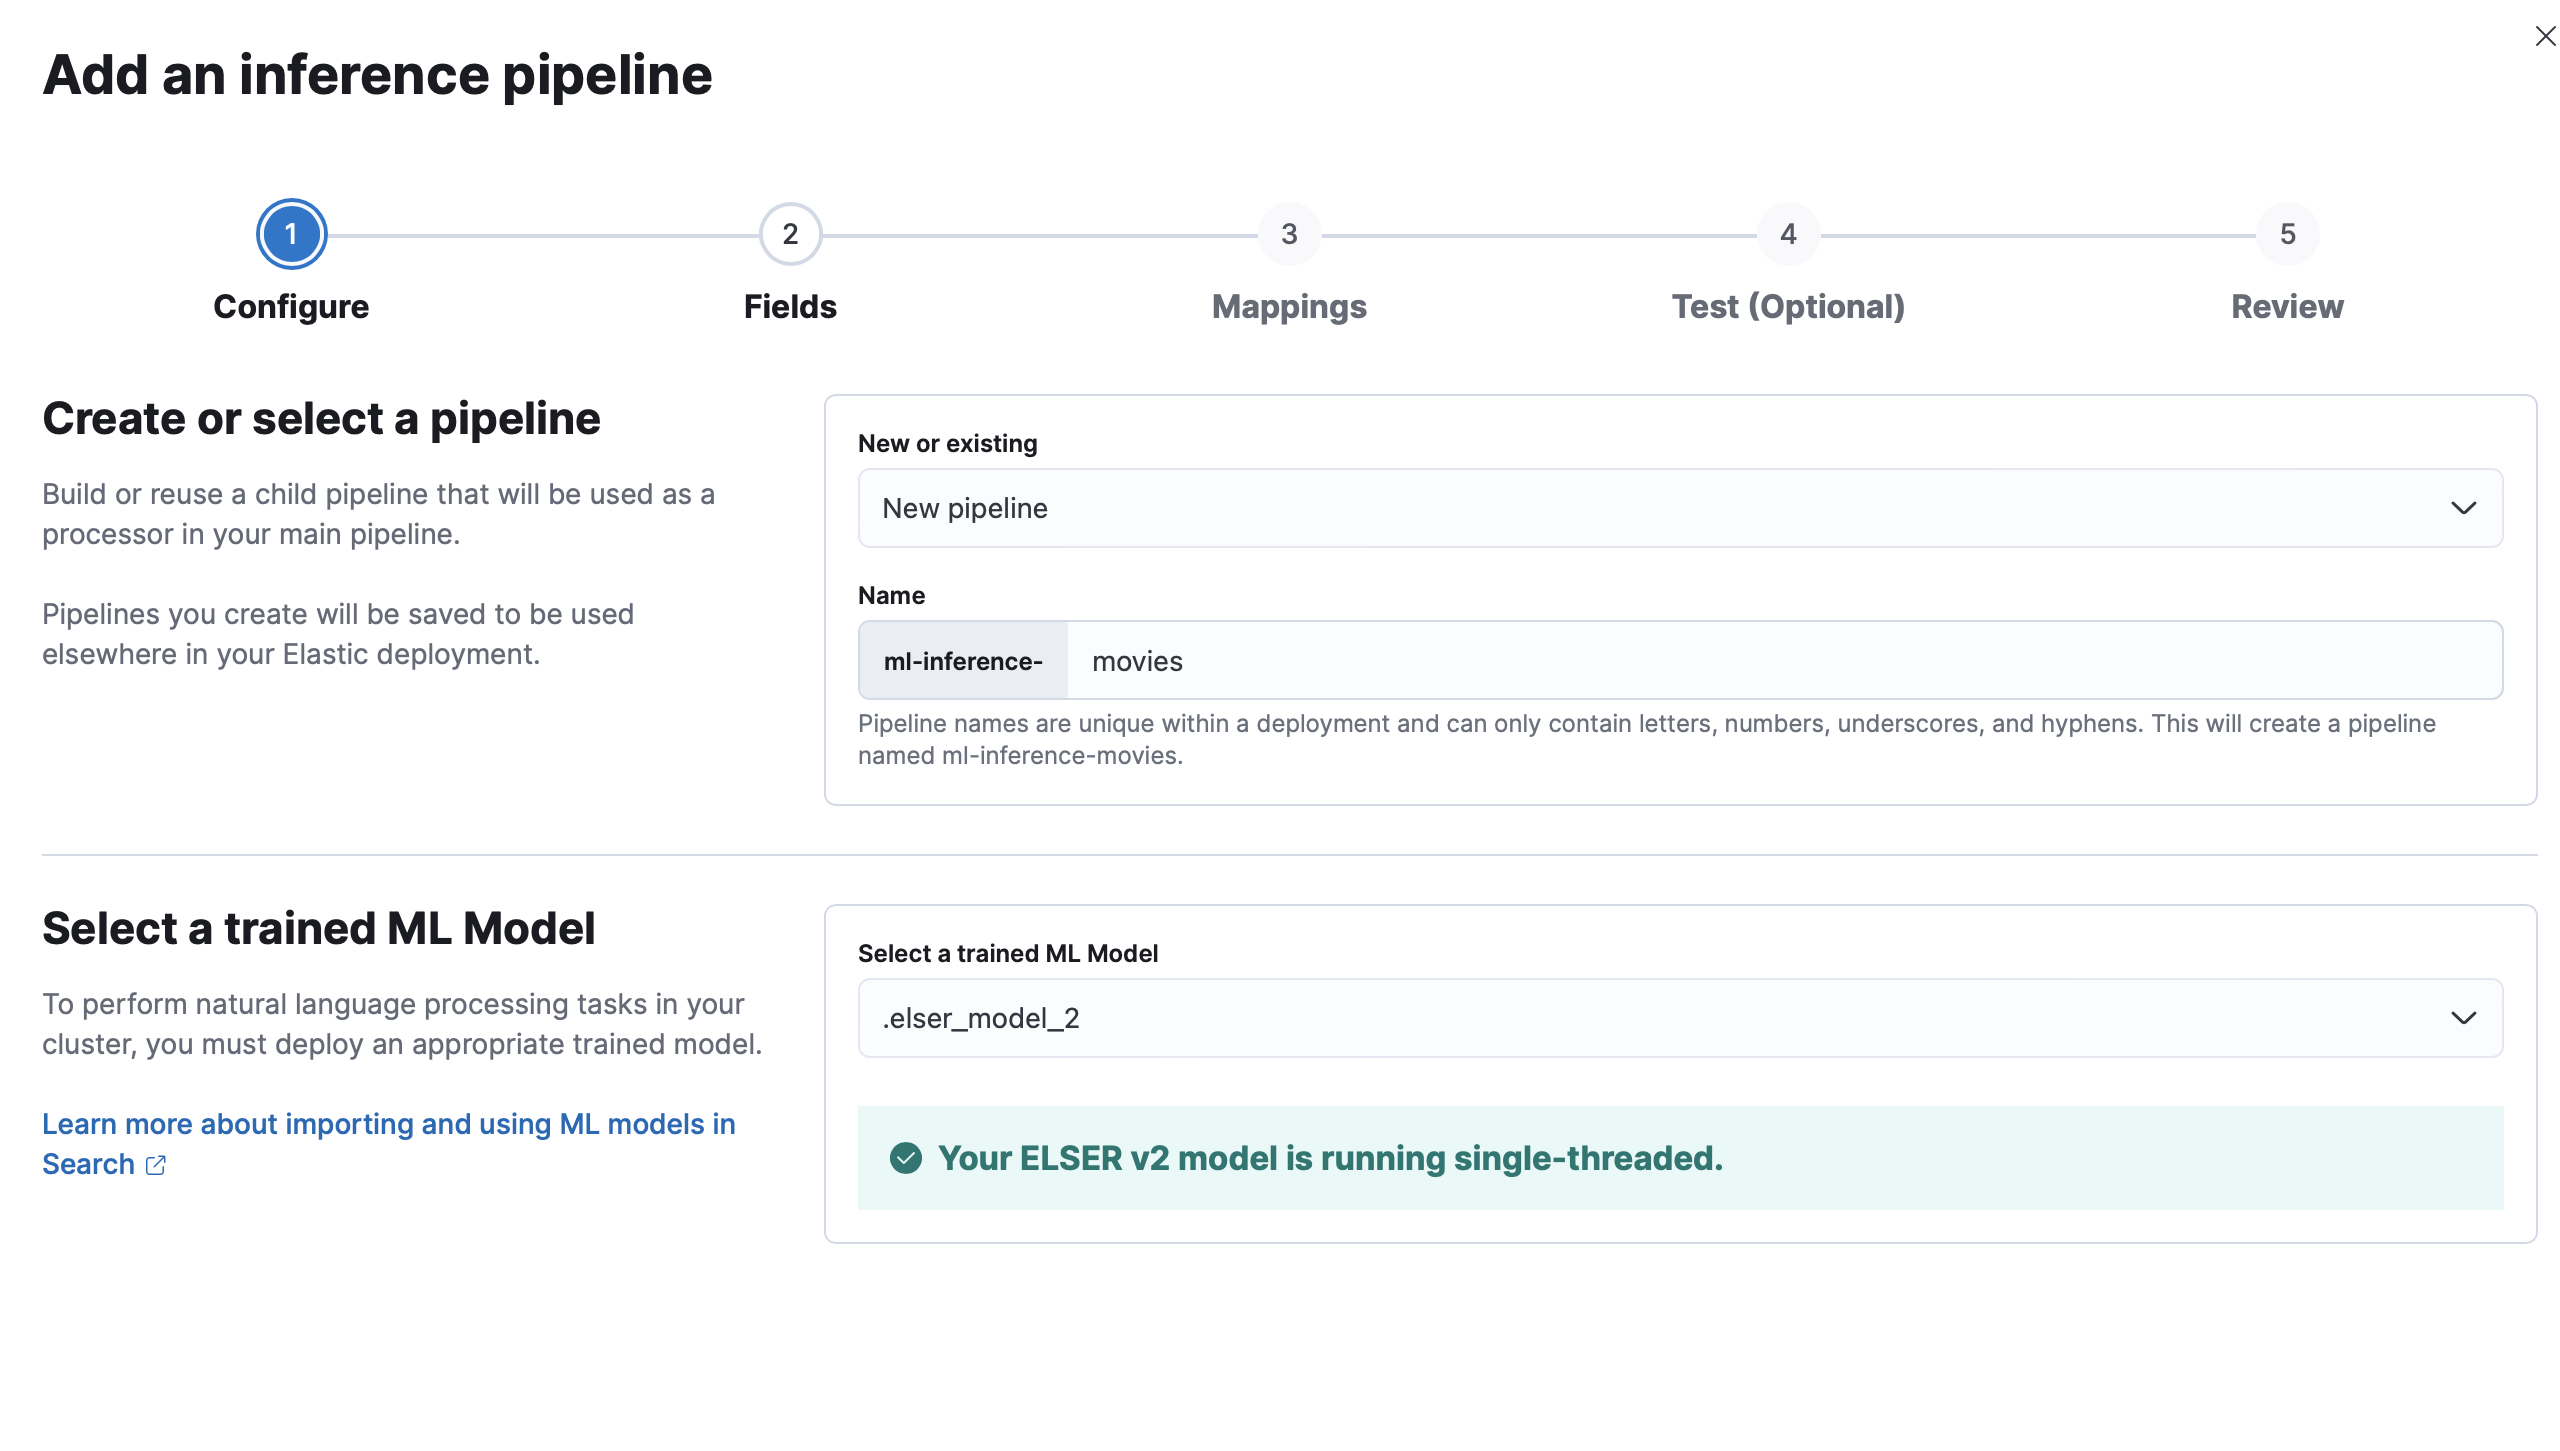 Add an inference pipeline
1
2
3
4
5
Configure
Fields
Mappings
Test (Optional)
Review
Create or select a pipeline
Build or reuse a child pipeline that will be used as a
processor in your main pipeline.
Pipelines you create will be saved to be used
elsewhere in your Elastic deployment.
New or existing
New pipeline
Name
ml-inference- movies
Pipeline names are unique within a deployment and can only contain letters, numbers, underscores, and hyphens. This will create a pipeline
named ml-inference-movies.
Select a trained ML Model
To perform natural language processing tasks in your
cluster, you must deploy an appropriate trained model.
Learn more about importing and using ML models in
Search
Select a trained ML Model
.elser_model_2
Your ELSER v2 model is running single-threaded.